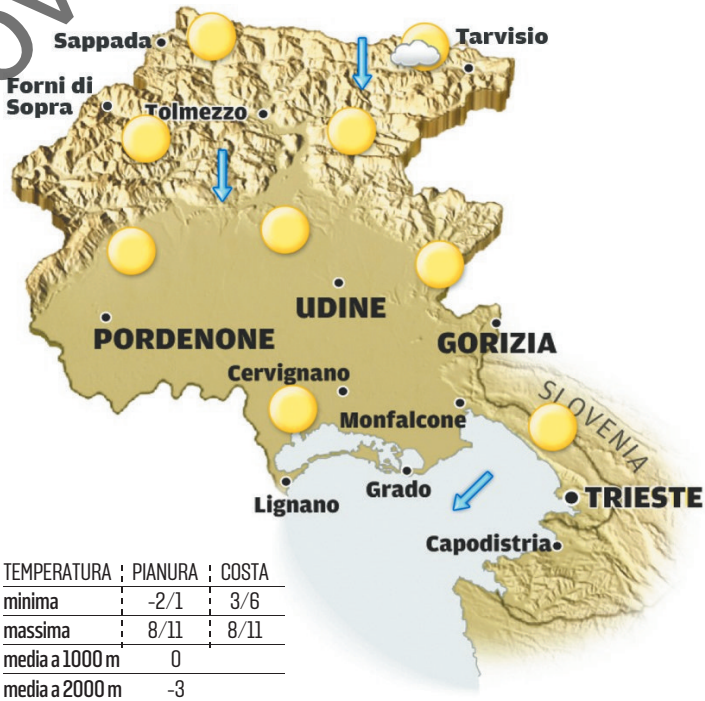 Sappada
Tarvisio
Forni di
Sopra
Tolmezzo
UDINE
PORDENONE
GORIZIA
Cervignano
SLOVENIA
Monfalcone
Grado
Lignano
TRIESTE
Capodistria
TEMPERATURA PIANURA COSTA
minima -2/1 3/6
massima 8/11 8/11
media a 1000 m 0
media a 2000 m -3